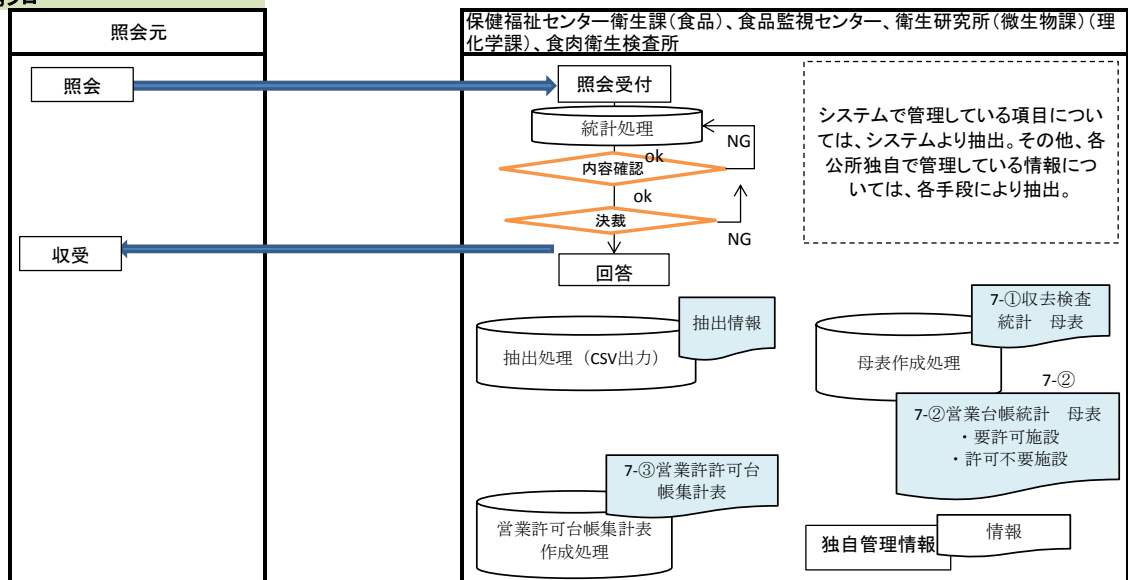 照会元
保健福祉センター衛生課(食品)、食品監視センター、衛生研究所(微生物課)(理
化学課)、食肉衛生検査所
照会
照会受付
統計処理
NG
内容確認
ok
ok
決裁
NG
収受
回答
システムで管理している項目につい
ては、システムより抽出。その他、各
公所独自で管理している情報につ
いては、各手段により抽出。
抽出情報
抽出処理（CSV出力）
7-①収去検査
統計　母表
母表作成処理
7-②
7-②営業台帳統計　母表
・要許可施設
・許可不要施設
7-③営業許許可台
帳集計表
営業許可台帳集計表
作成処理
独自管理情報
情報